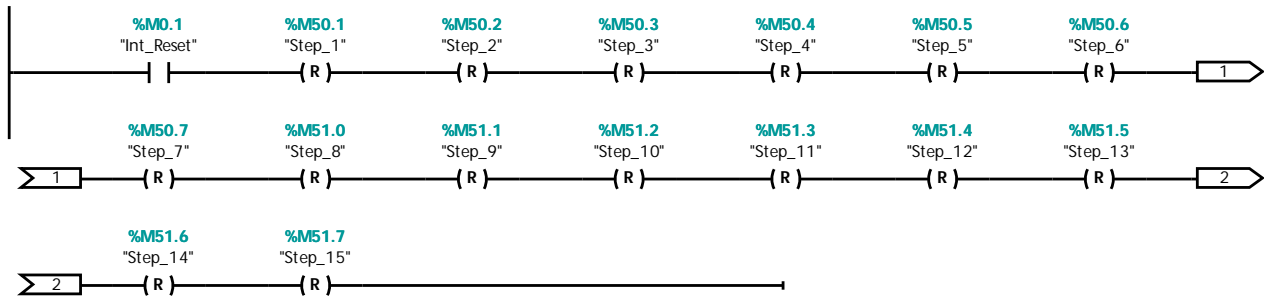 %M0.1 %M50.1 %M50.2 %M50.3 %M50.4 %M50.5 %M50.6
"Int_Reset" "Step_1" "Step_2" "Step_3" "Step_4" "Step_5" "Step_6"
R R R R R R 1
%M50.7 %M51.0 %M51.1 %M51.2 %M51.3 %M51.4 %M51.5
"Step_7" "Step_8" "Step_9" "Step_10" "Step_11" "Step_12" "Step_13"
1 R R R R R R R 2
%M51.6 %M51.7
"Step_14" "Step_15"
2 R R